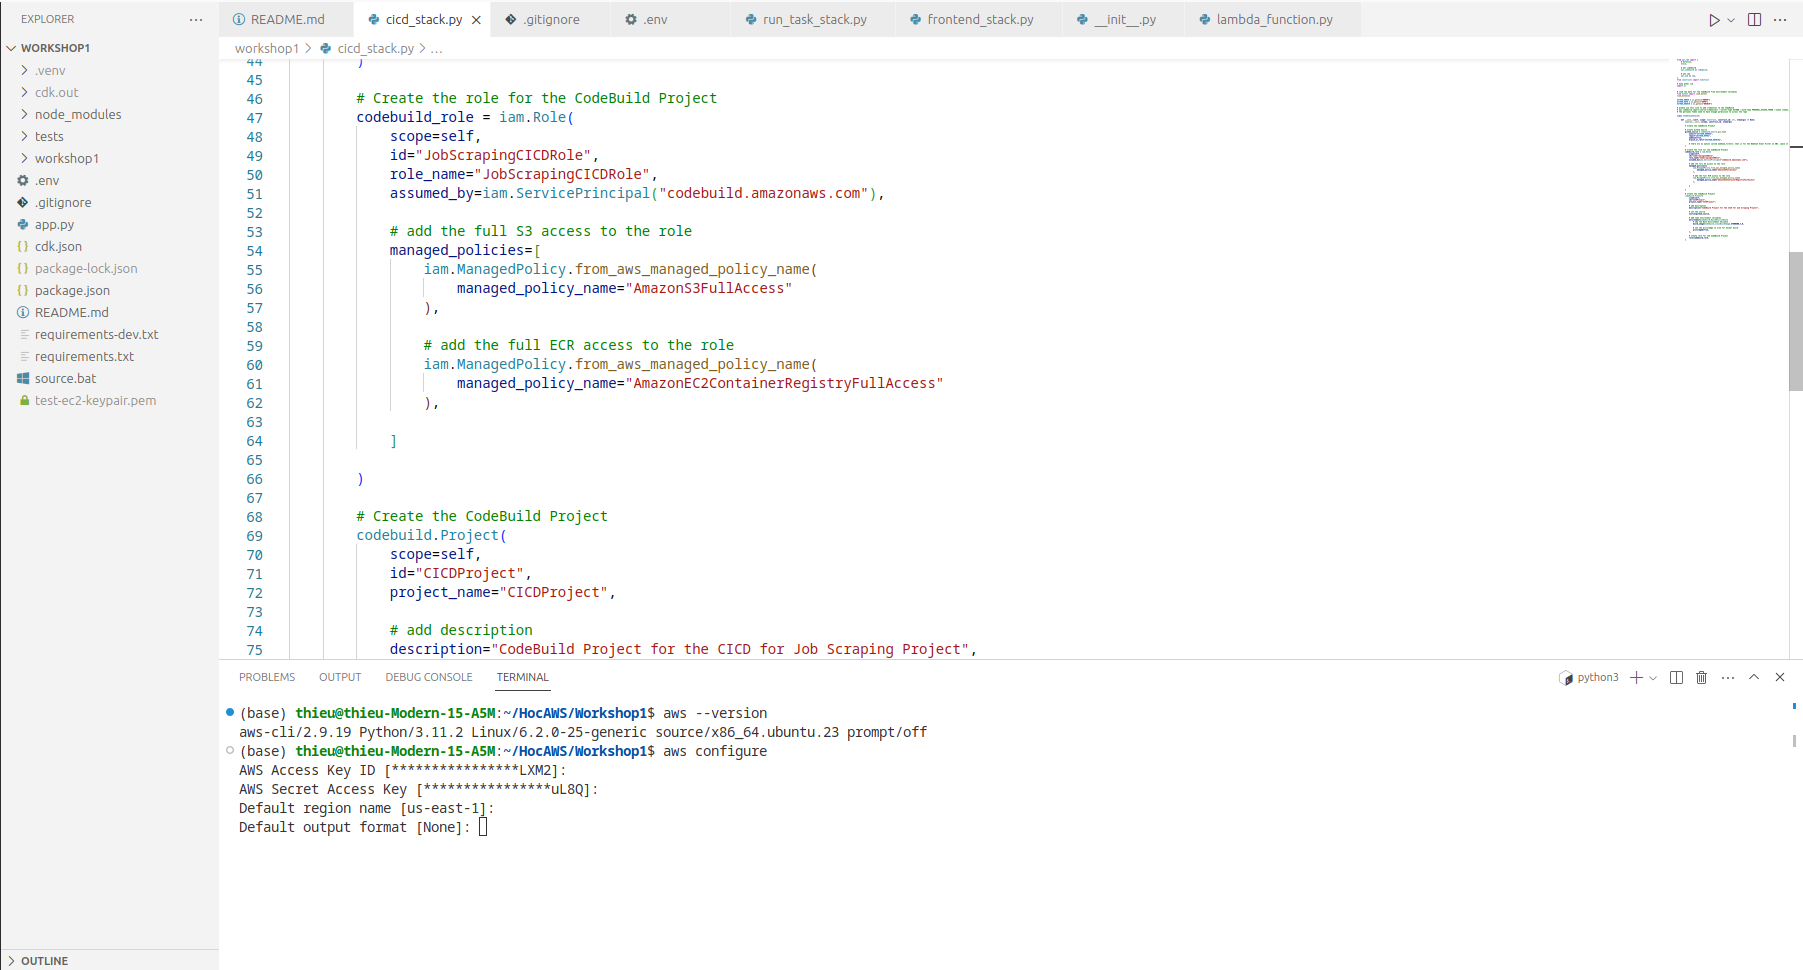 EXPLORER
WORKSHOP1
.venv
cdk.out
node_modules
tests
workshop1
.env
.gitignore
app.py
cdk.json
package-lock.json
package.json
README.md
requirements-dev.txt
requirements.txt
source.bat
test-ec2-keypair.pem
OUTLINE
README.md cicd_stack.py .gitignore .env run_task_stack.py frontend_stack.py __init__.py lambda_function.py
workshop1 > cicd_stack.py > ...
44 )
45
46 # Create the role for the CodeBuild Project
47 codebuild_role = iam.Role(
48 scope=self,
49 id="JobScrapingCICDRole",
50 role_name="JobScrapingCICDRole",
51 assumed_by=iam.ServicePrincipal("codebuild.amazonaws.com"),
52
53 # add the full S3 access to the role
54 managed_policies=[
55 iam.ManagedPolicy.from_aws_managed_policy_name(
56 managed_policy_name="AmazonS3FullAccess"
57 ),
58
59 # add the full ECR access to the role
60 iam.ManagedPolicy.from_aws_managed_policy_name(
61 managed_policy_name="AmazonEC2ContainerRegistryFullAccess"
62 ),
63
64 ]
65
66 )
67
68 # Create the CodeBuild Project
69 codebuild.Project(
70 scope=self,
71 id="CICDProject",
72 project_name="CICDProject",
73
74 # add description
75 description="CodeBuild Project for the CICD for Job Scraping Project",
PROBLEMS OUTPUT DEBUG CONSOLE TERMINAL
python3
(base) thieu@thieu-Modern-15-A5M:~/HocAWS/Workshop1$ aws --version
aws-cli/2.9.19 Python/3.11.2 Linux/6.2.0-25-generic source/x86_64.ubuntu.23 prompt/off
(base) thieu@thieu-Modern-15-A5M:~/HocAWS/Workshop1$ aws configure
AWS Access Key ID [****************LXM2]:
AWS Secret Access Key [****************uL8Q]:
Default region name [us-east-1]:
Default output format [None]: